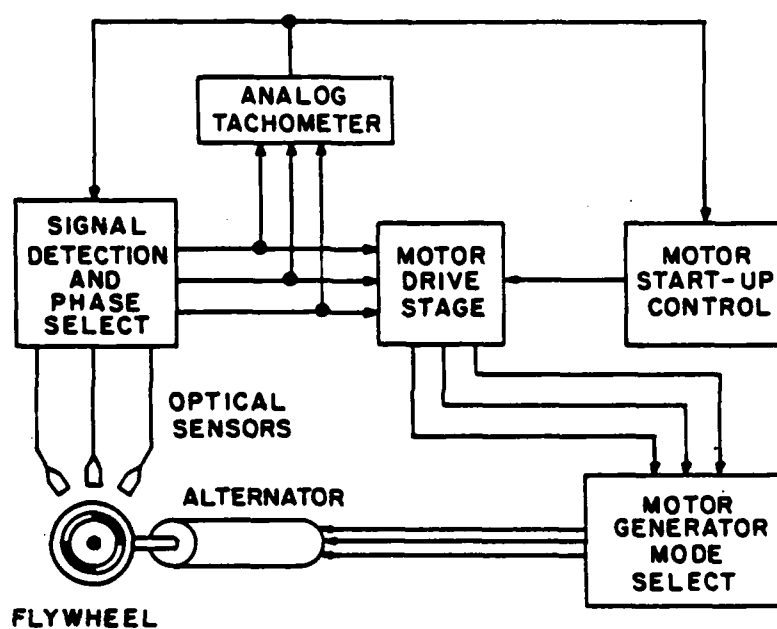 ANALOG
TACHOMETER
SIGNAL
DETECTION
AND
PHASE
SELECT
MOTOR
DRIVE
STAGE
MOTOR
START-UP
CONTROL
OPTICAL
SENSORS
ALTERNATOR
MOTOR
GENERATOR
MODE
SELECT
FLYWHEEL